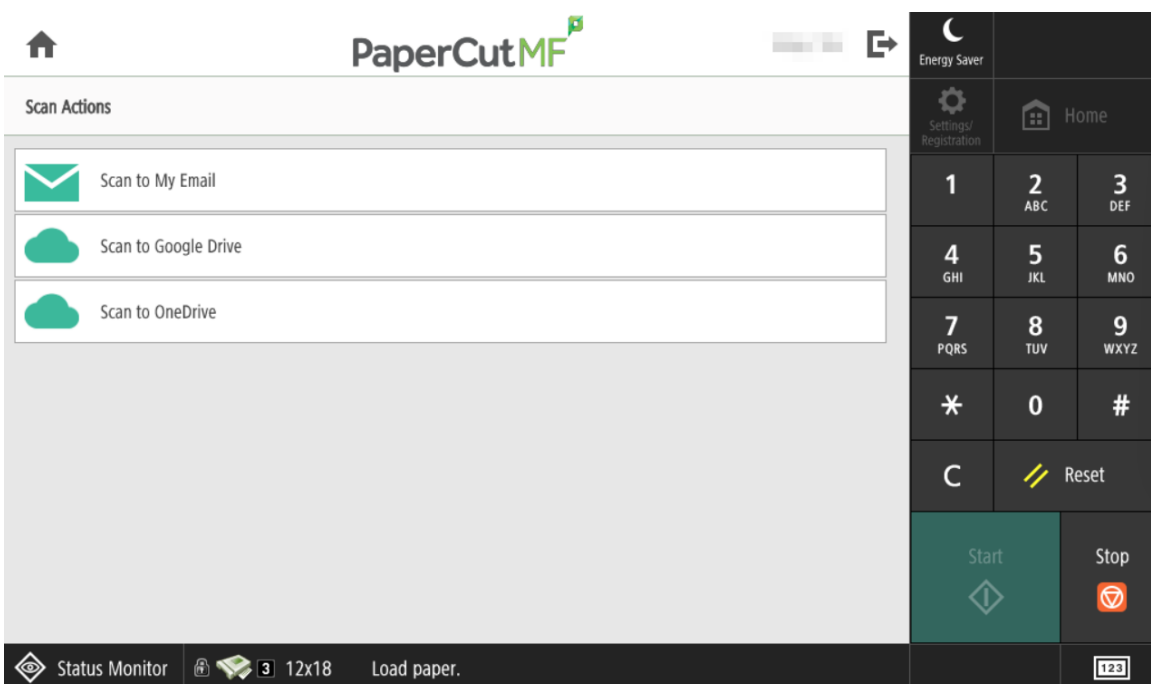 PaperCutMF
Scan Actions
Scan to My Email
Scan to Google Drive
Scan to OneDrive
Energy Saver
Settings/
Registration
Home
1
2
ABC
3
DEF
4
GHI
5
JKL
6
MNO
7
PQRS
8
TUV
9
WXYZ
*
0
#
C
Reset
Start
Stop
Status Monitor
3 12x18 Load paper.
123